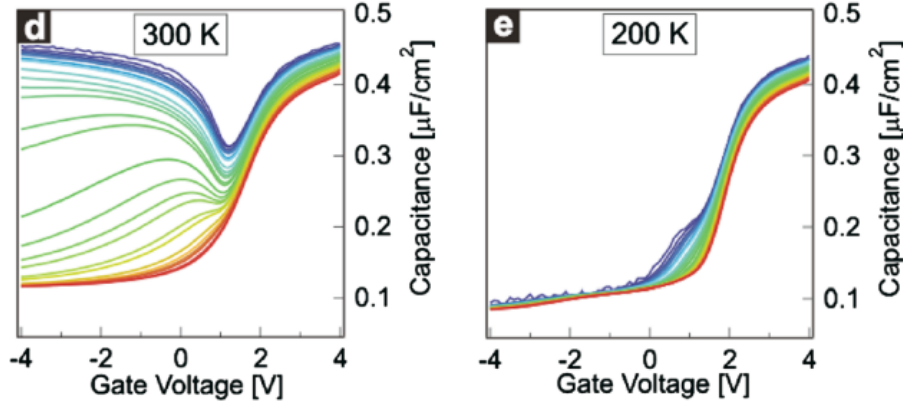 d
300 K
0.5
0.4
0.3
0.2
0.1
Capacitance [μF/cm²]
-4 -2 0 2 4
Gate Voltage [V]
e
200 K
0.5
0.4
0.3
0.2
0.1
Capacitance [μF/cm²]
-4 -2 0 2 4
Gate Voltage [V]